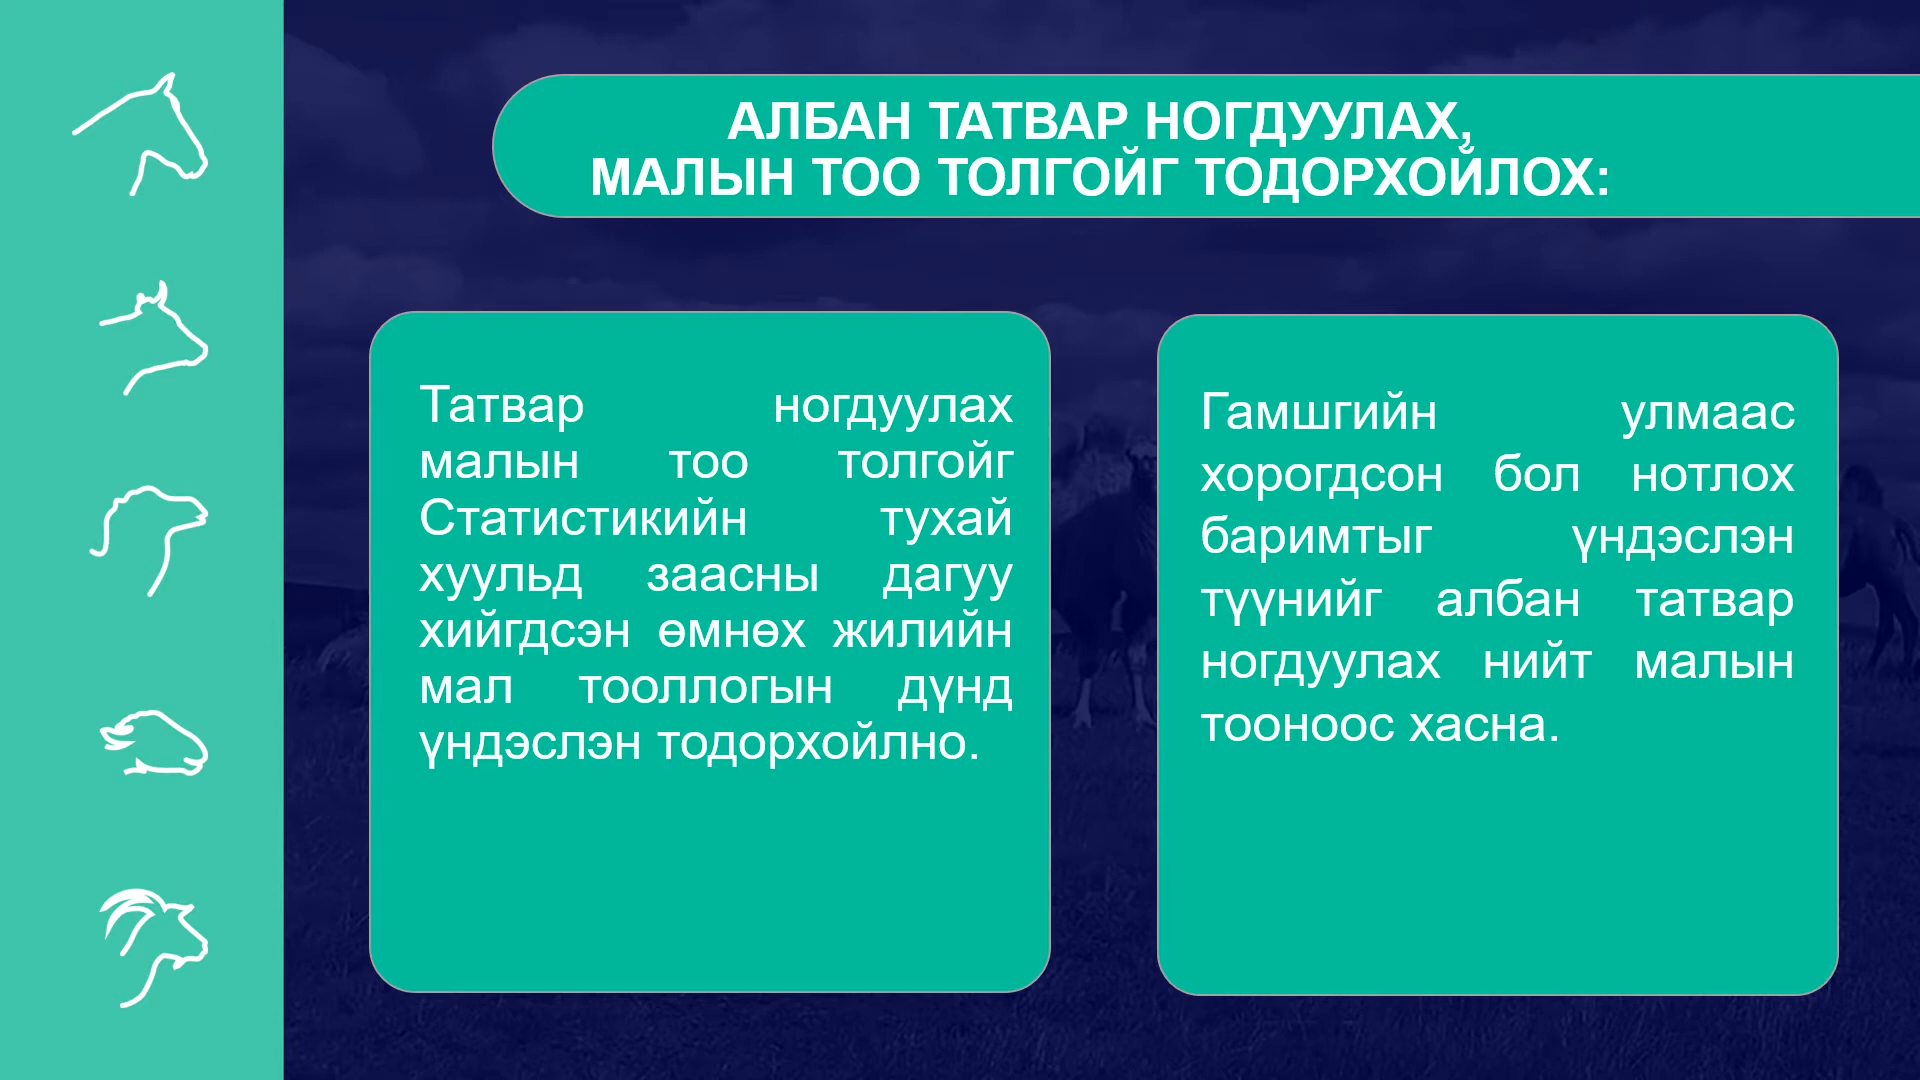 АЛБАН ТАТВАР НОГДУУЛАХ,
МАЛЫН ТОО ТОЛГОЙГ ТОДОРХОЙЛОХ:
Татвар ногдуулах
малын тоо толгойг
Статистикийн тухай
хуульд заасны дагуу
хийгдсэн өмнөх жилийн
мал тооллогын дүнд
үндэслэн тодорхойлно.
Гамшгийн улмаас
хорогдсон бол нотлох
баримтыг үндэслэн
түүнийг албан татвар
ногдуулах нийт малын
тооноос хасна.